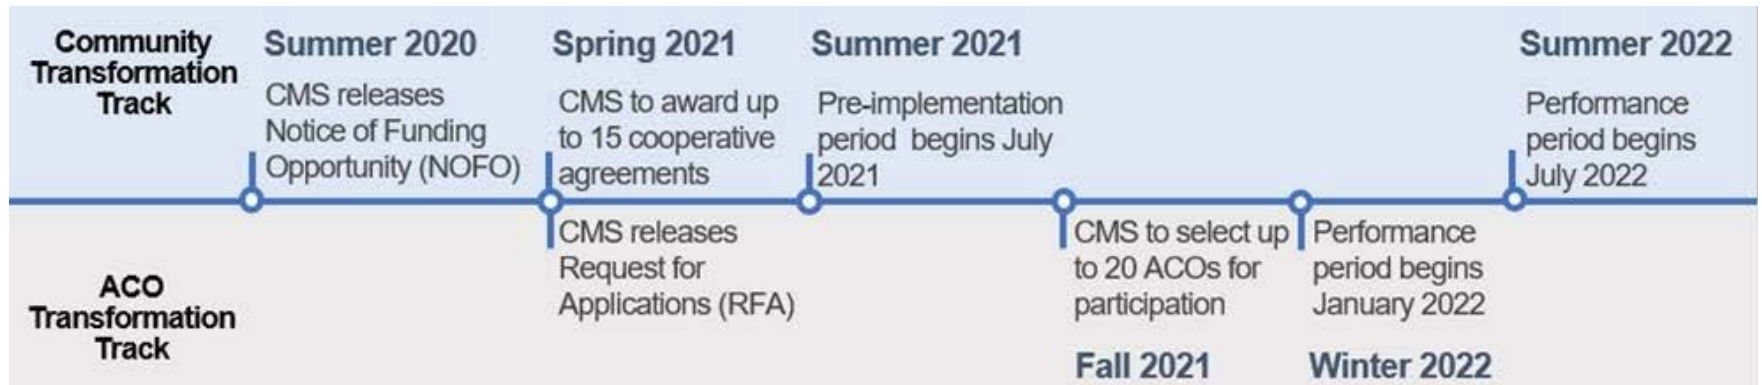 Community
Transformation
Track
Summer 2020
CMS releases
Notice of Funding
Opportunity (NOFO)
Spring 2021
CMS to award up
to 15 cooperative
agreements
Summer 2021
Pre-implementation
period begins July
2021
Summer 2022
Performance
period begins
July 2022
ACO
Transformation
Track
CMS releases
Request for
Applications (RFA)
CMS to select up
to 20 ACOs for
participation
Fall 2021
Performance
period begins
January 2022
Winter 2022